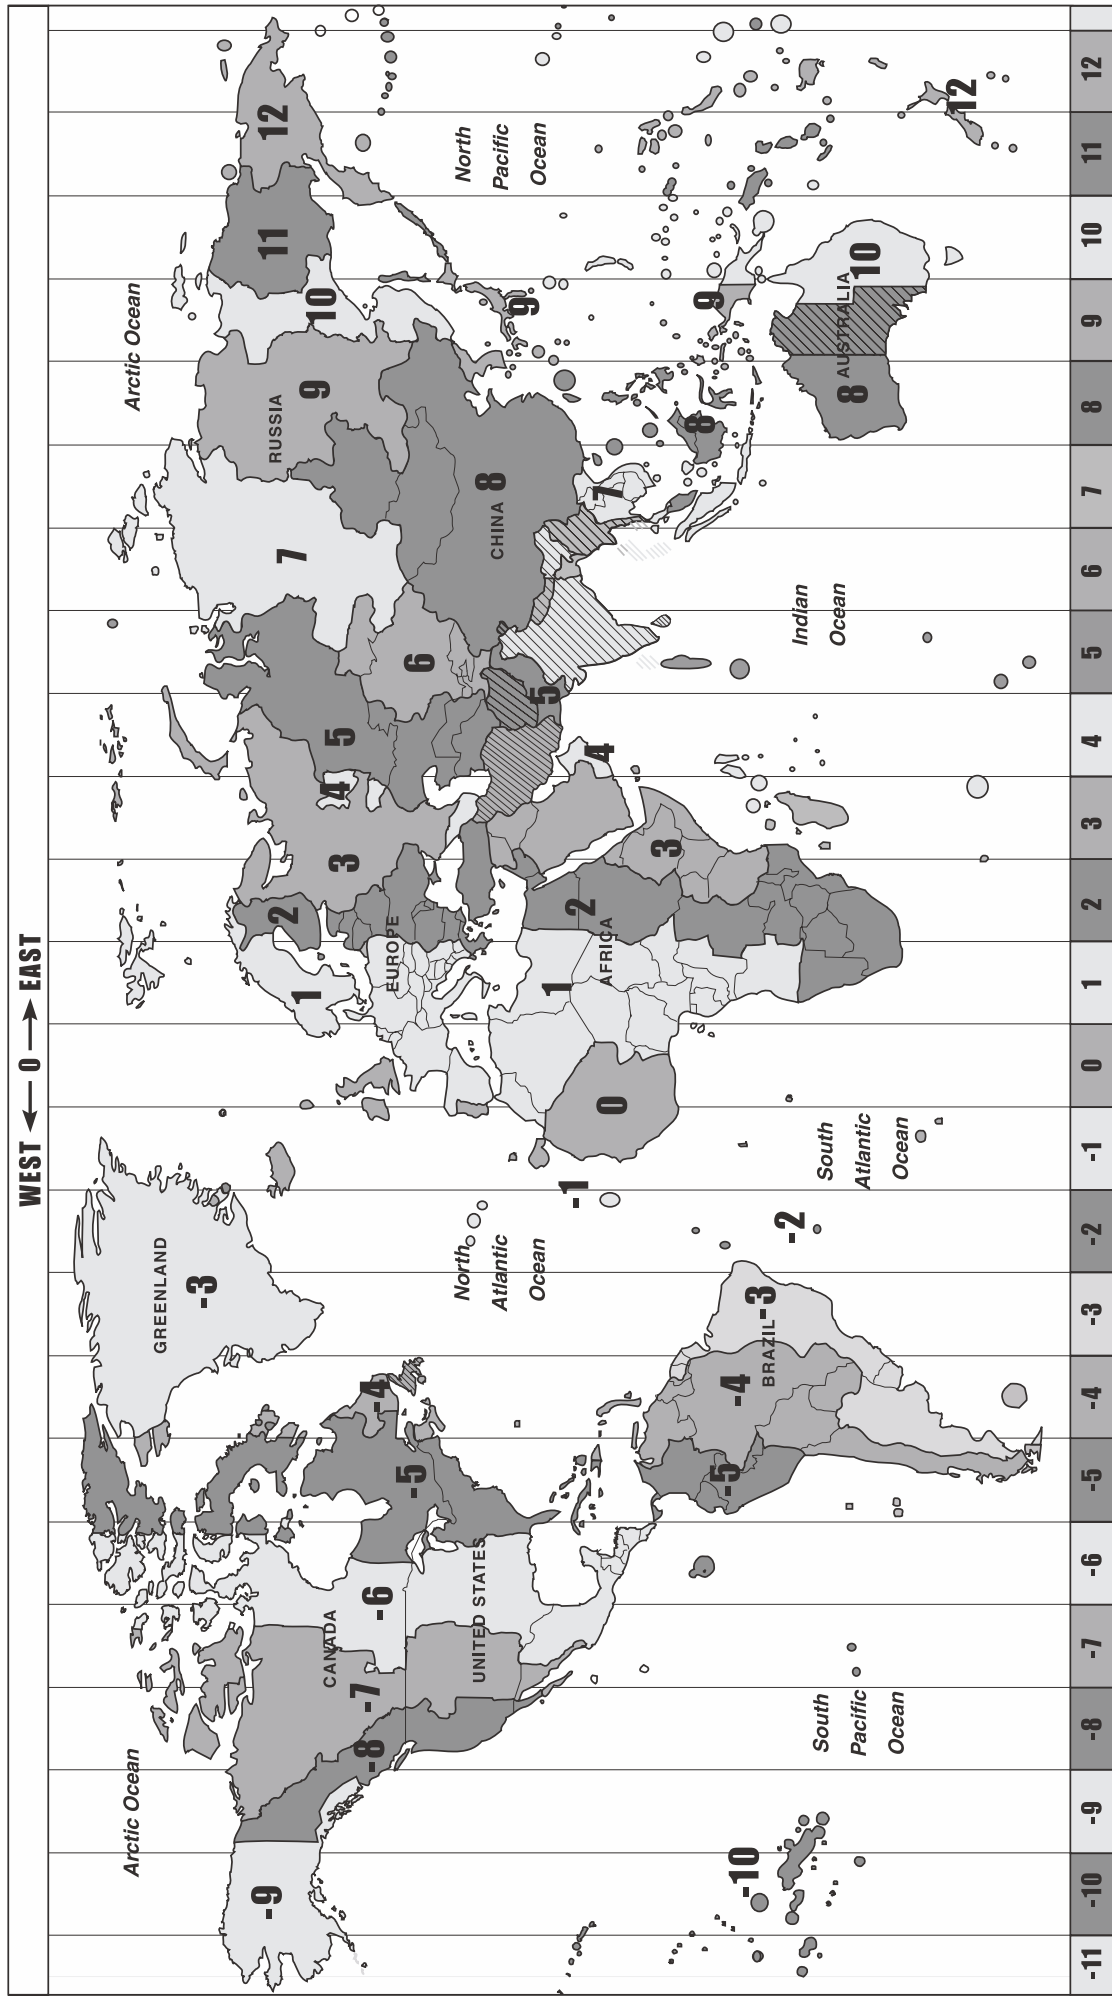 WEST ← 0 → EAST
Arctic Ocean
Arctic Ocean
GREENLAND
-3
-9
1
2
3
4
5
7
RUSSIA
9
10
11
12
CANADA
-8
-7
-6
-5
-4
EUROPE
6
UNITED STATES
North
Atlantic
Ocean
CHINA 8
9
North
Pacific
Ocean
-1
0
1
AFRICA
2
3
4
5
7
8
9
-10
-5
-4
BRAZIL
-3
-2
South
Pacific
Ocean
South
Atlantic
Ocean
Indian
Ocean
8
AUSTRALIA
10
12
-11 -10 -9 -8 -7 -6 -5 -4 -3 -2 -1 0 1 2 3 4 5 6 7 8 9 10 11 12